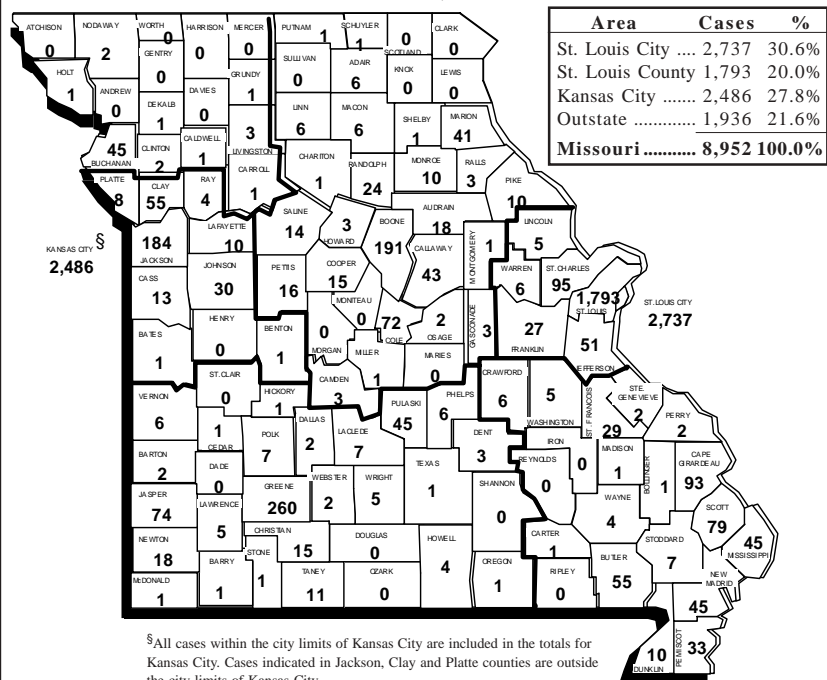 Area Cases %
St. Louis City .... 2,737 30.6%
St. Louis County 1,793 20.0%
Kansas City ....... 2,486 27.8%
Outstate ............. 1,936 21.6%
Missouri........... 8,952 100.0%
ATCHISON
0
NODAWAY
2
WORTH
0
HARRISON
0
MERCER
0
PUTNAM
1
SCHUYLER
1
SCOTLAND
0
CLARK
0
HOLT
1
ANDREW
0
GENTRY
0
DEKALB
1
DAVIES
0
GRUNDY
1
SULLIVAN
0
ADAIR
6
KNOX
0
LEWIS
0
45
BUCHANAN
CLINTON
2
CALDWELL
1
3
LIVINGSTON
LINN
6
MACON
6
SHELBY
1
MARION
41
PLATTE
8
CLAY
55
RAY
4
CARROLL
1
CHARITON
1
RANDOLPH
24
MONROE
10
RALLS
3
PIKE
10
KANSAS CITY §
2,486
184
JACKSON
LAFAYETTE
10
SALINE
14
3
HOWARD
BOONE
191
AUDRAIN
18
CALLAWAY
43
MONTGOMERY
1
LINCOLN
5
WARREN
6
ST. CHARLES
95
1,793
ST. LOUIS
ST. LOUIS CITY
2,737
CASS
13
JOHNSON
30
PETTIS
16
COOPER
15
MONITEAU
0
72
COLE
2
OSAGE
GASCONADE
3
27
FRANKLIN
51
JEFFERSON
BATES
1
HENRY
0
BENTON
1
0
MORGAN
MILLER
1
MARIES
0
VERNON
6
ST. CLAIR
0
HICKORY
1
CAMDEN
3
PULASKI
45
PHELPS
6
CRAWFORD
6
5
WASHINGTON
ST. FRANCOIS
29
STE.
GENEVIEVE
2
PERRY
2
BARTON
2
1
CEDAR
POLK
7
DALLAS
2
LACLEDE
7
DENT
3
IRON
0
MADISON
1
BOLLINGER
1
CAPE
GIRARDEAU
93
DADE
0
GREENE
260
WEBSTER
2
WRIGHT
5
TEXAS
1
SHANNON
0
REYNOLDS
0
WAYNE
4
SCOTT
79
JASPER
74
LAWRENCE
5
CHRISTIAN
15
DOUGLAS
0
HOWELL
4
CARTER
1
BUTLER
55
STODDARD
7
45
MISSISSIPPI
NEWTON
18
BARRY
1
STONE
1
TANEY
11
OZARK
0
OREGON
1
RIPLEY
0
NEW
MADRID
45
McDONALD
1
10
DUNKLIN
PEMISCOT
33
§All cases within the city limits of Kansas City are included in the totals for
Kansas City. Cases indicated in Jackson, Clay and Platte counties are outside
the city limits of Kansas City.